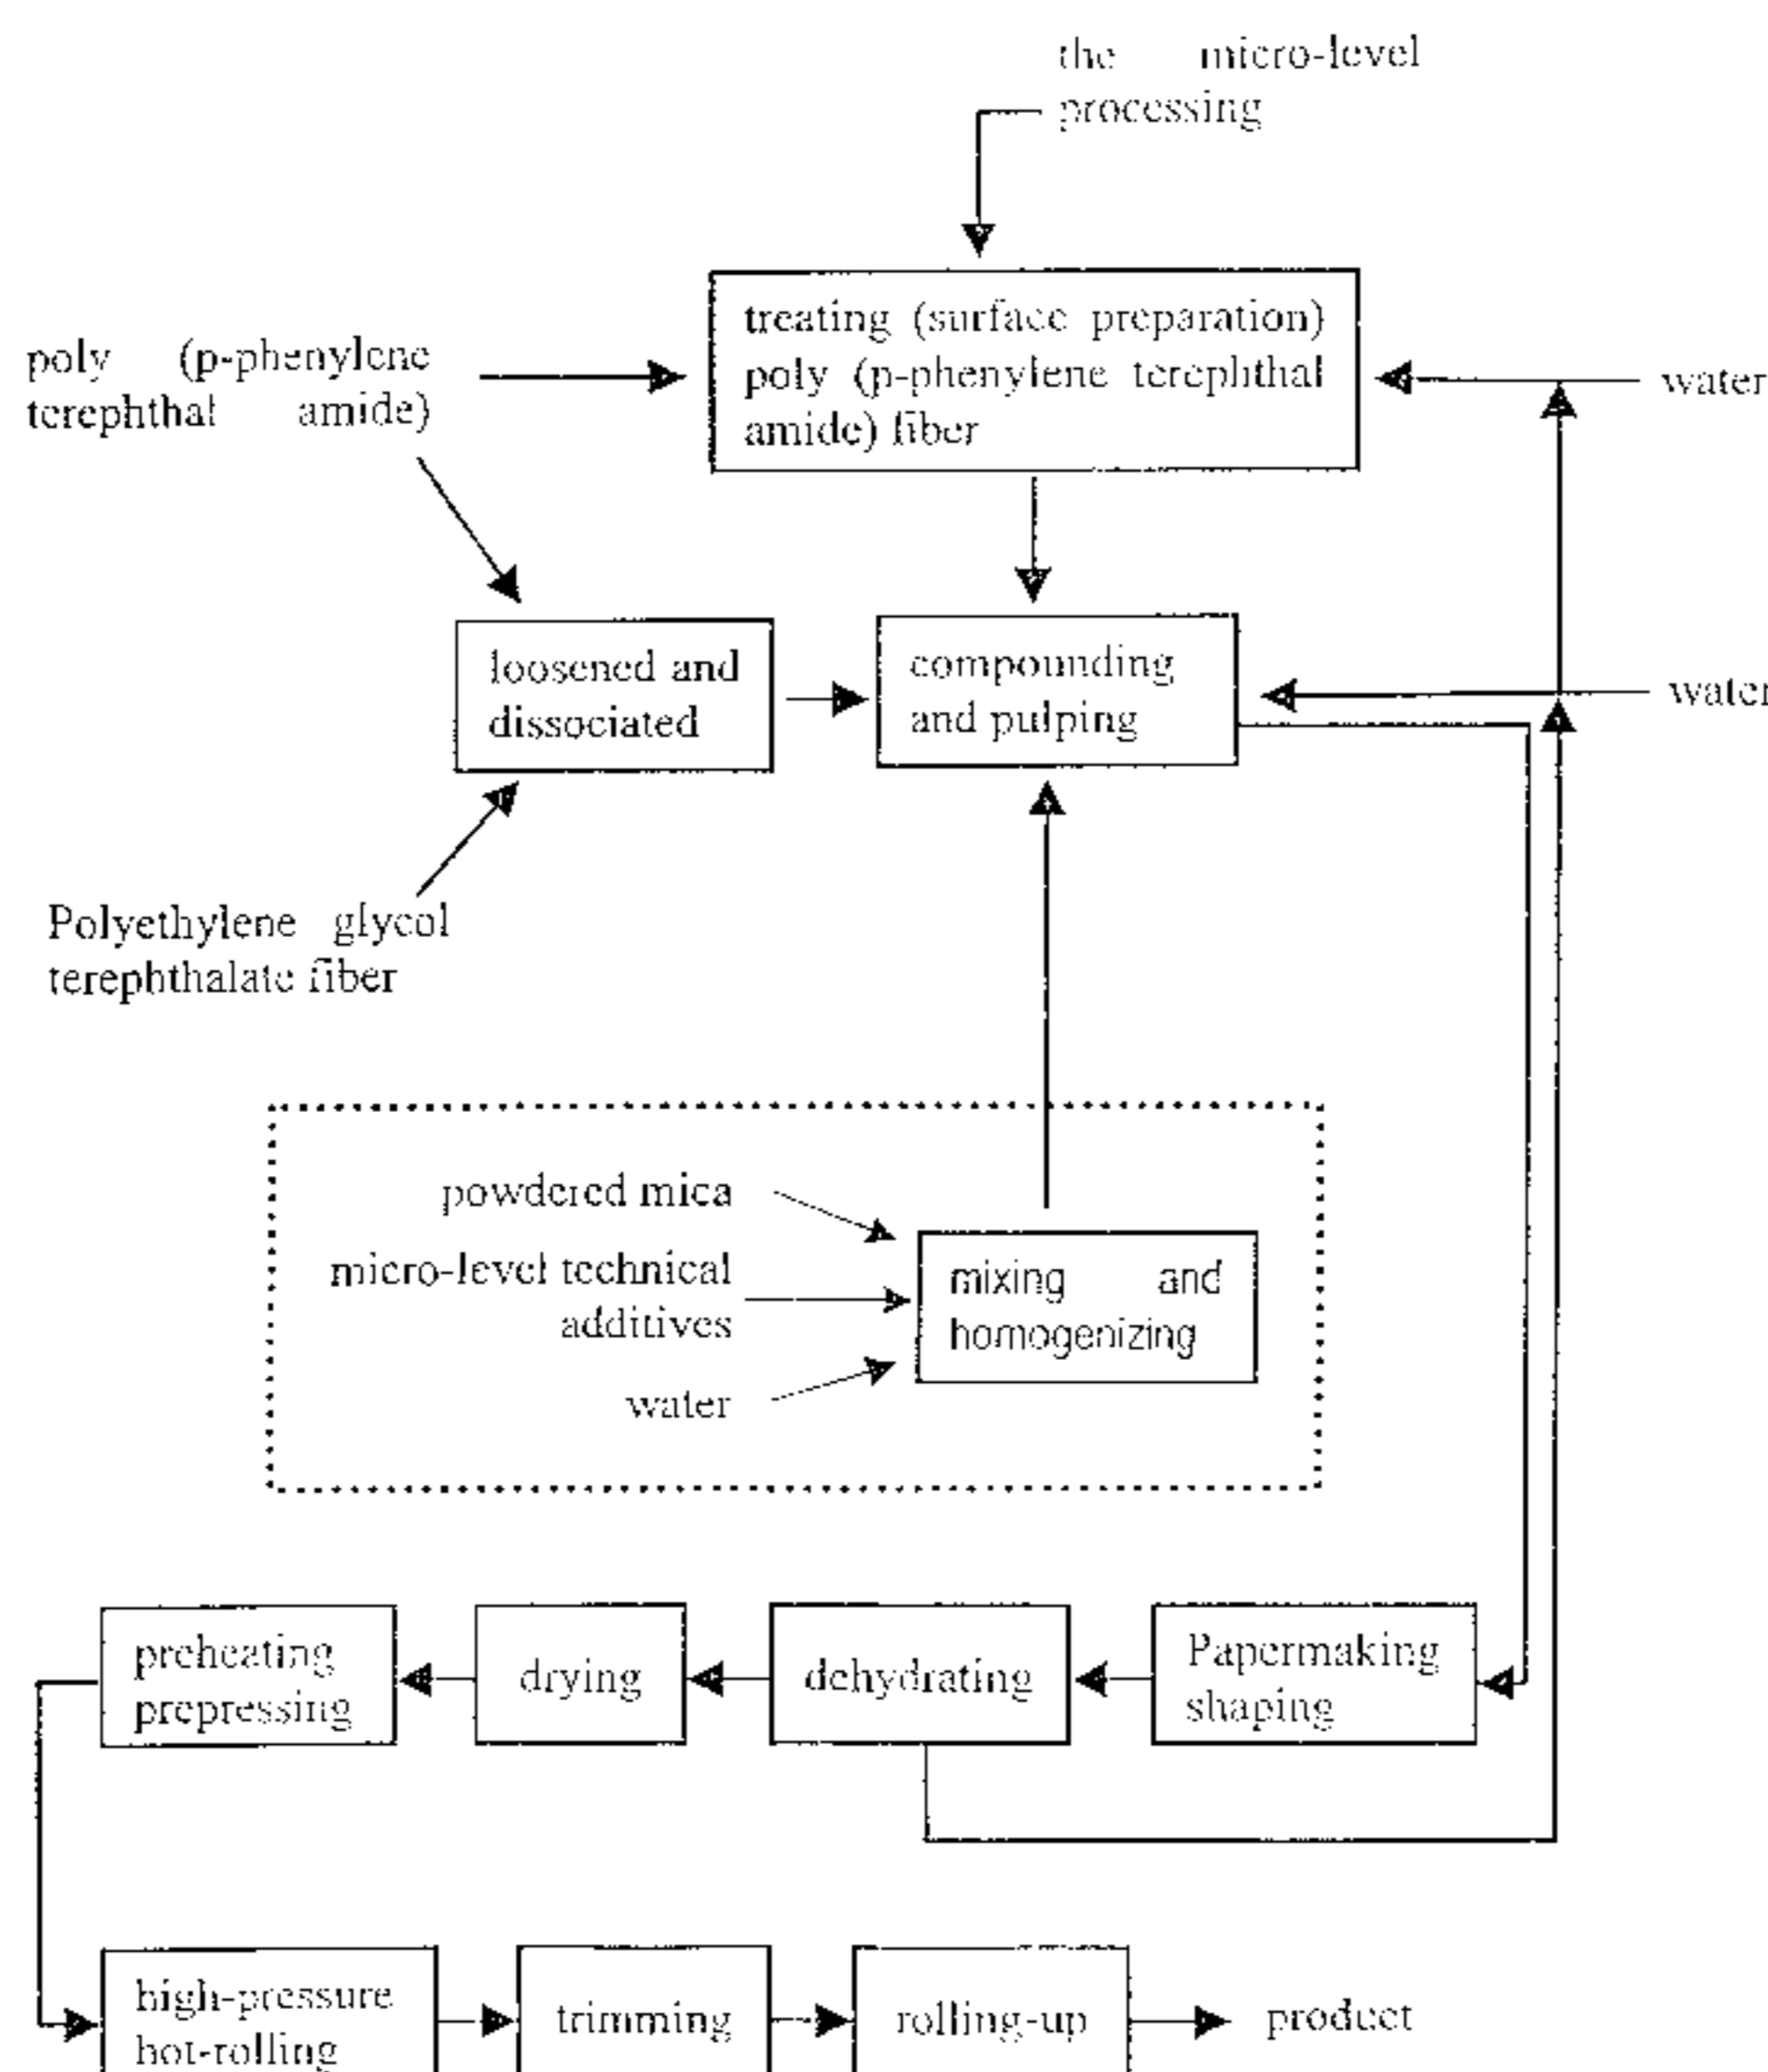 the micro-level
processing
treating (surface preparation)
poly (p-phenylene terephthal
amide) fiber
poly (p-phenylene
terephthal amide)
water
loosened and
dissociated
compounding
and pulping
water
Polyethylene glycol
terephthalate fiber
powdered mica
micro-level technical
additives
water
mixing and
homogenizing
preheating
prepressing
drying
dehydrating
Papermaking
shaping
high-pressure
hot-rolling
trimming
rolling-up
product